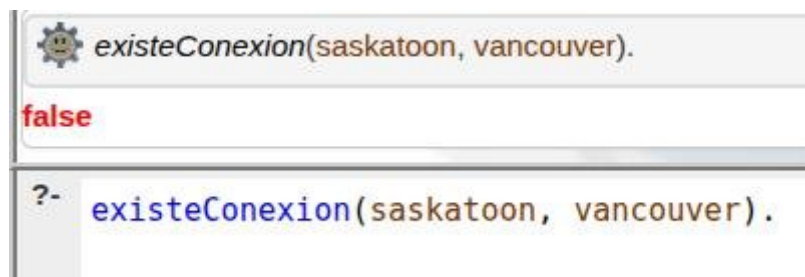 existeConexion(saskatoon, vancouver).
false
?- existeConexion(saskatoon, vancouver).